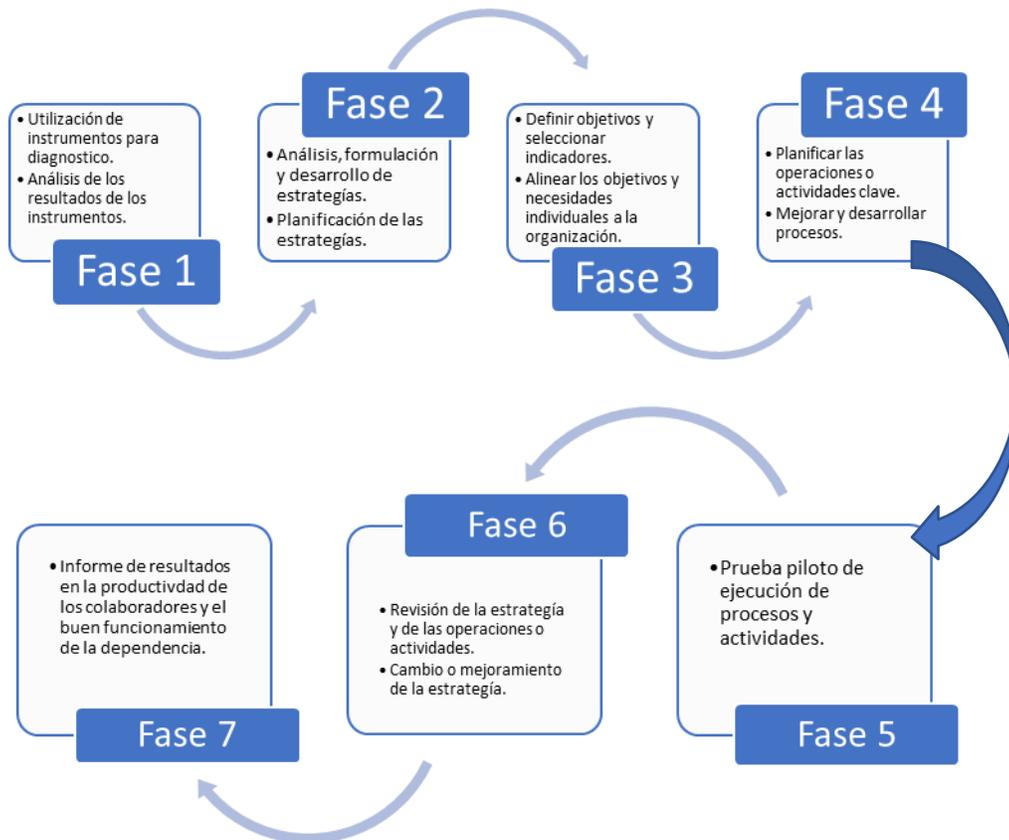 Fase 1
• Utilización de
instrumentos para
diagnostico.
• Análisis de los
resultados de los
instrumentos.
Fase 2
• Análisis, formulación
y desarrollo de
estrategías.
• Planificación de las
estrategías.
Fase 3
• Definir objetivos y
seleccionar
indicadores.
• Alinear los objetivos y
necesidades
individuales a la
organización.
Fase 4
• Planificar las
operaciones o
actividades clave.
• Mejorar y desarrollar
procesos.
Fase 5
• Prueba piloto de
ejecución de
procesos y
actividades.
Fase 6
• Revisión de la estrategía
y de las operaciones o
actividades.
• Cambio o mejoramiento
de la estrategía.
Fase 7
• Informe de resultados
en la productivdad de
los colaboradores y el
buen funcionamiento
de la dependencia.